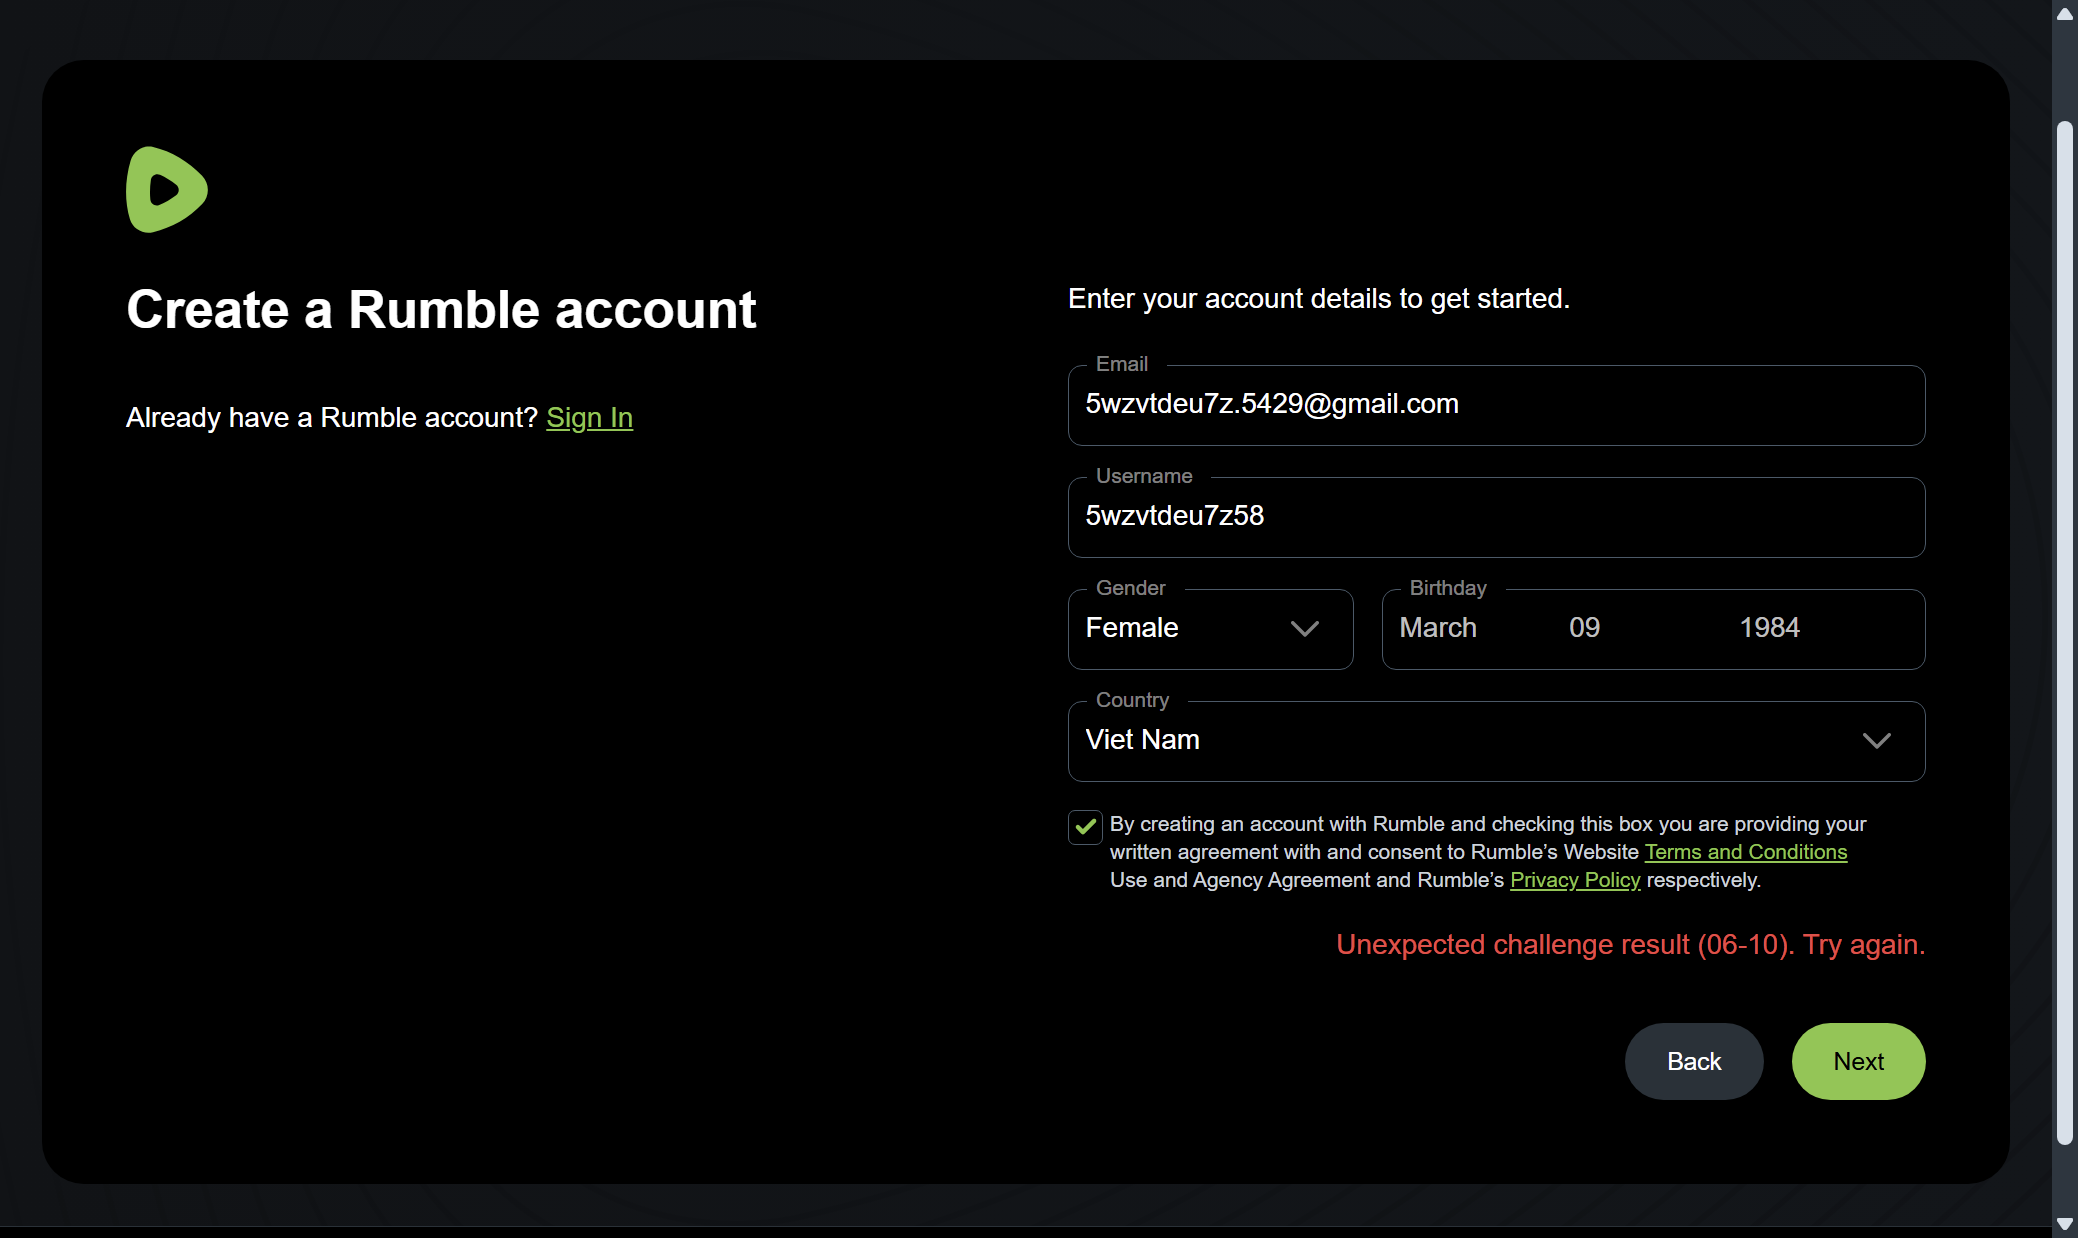 Create a Rumble account
Already have a Rumble account? Sign In
Enter your account details to get started.
Email
5wzvtdeu7z.5429@gmail.com
Username
5wzvtdeu7z58
Gender
Female
Birthday
March 09 1984
Country
Viet Nam
By creating an account with Rumble and checking this box you are providing your
written agreement with and consent to Rumble’s Website Terms and Conditions
Use and Agency Agreement and Rumble’s Privacy Policy respectively.
Unexpected challenge result (06-10). Try again.
Back
Next